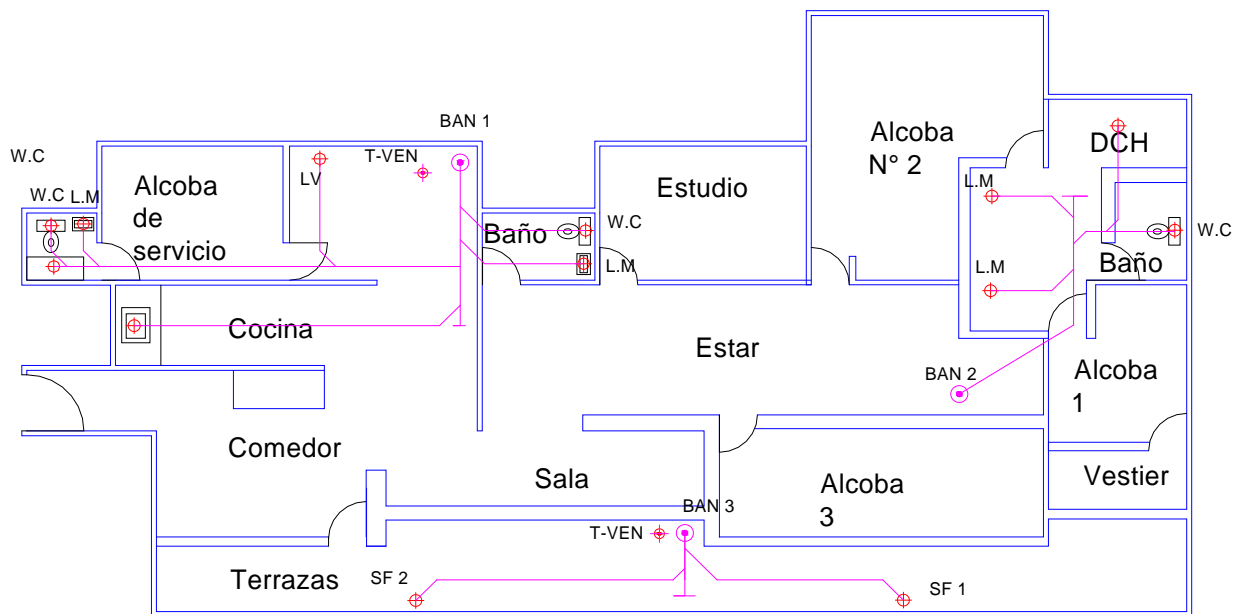 BAN 1
W.C
T-VEN
Alcoba
N° 2
DCH
W.C
L.M
LV
Alcoba
de
servicio
Estudio
L.M
W.C
W.C
Baño
L.M
L.M
Baño
Cocina
Estar
BAN 2
Alcoba
1
Comedor
Sala
Alcoba
3
Vestier
BAN 3
T-VEN
Terrazas
SF 2
SF 1